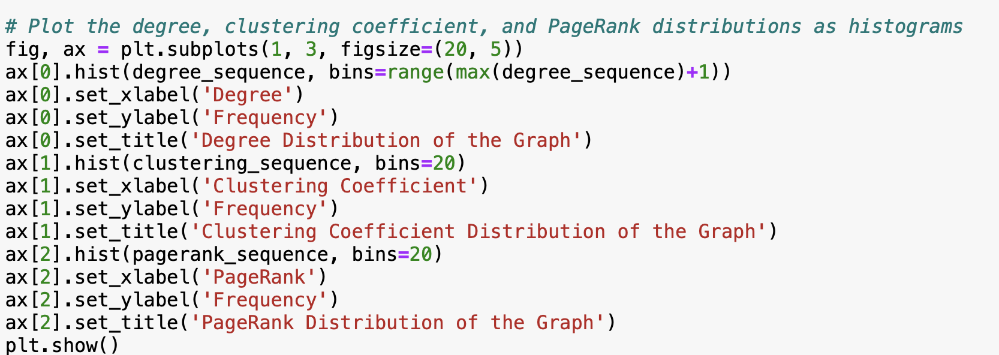 # Plot the degree, clustering coefficient, and PageRank distributions as histograms
fig, ax = plt.subplots(1, 3, figsize=(20, 5))
ax[0].hist(degree_sequence, bins=range(max(degree_sequence)+1))
ax[0].set_xlabel('Degree')
ax[0].set_ylabel('Frequency')
ax[0].set_title('Degree Distribution of the Graph')
ax[1].hist(clustering_sequence, bins=20)
ax[1].set_xlabel('Clustering Coefficient')
ax[1].set_ylabel('Frequency')
ax[1].set_title('Clustering Coefficient Distribution of the Graph')
ax[2].hist(pagerank_sequence, bins=20)
ax[2].set_xlabel('PageRank')
ax[2].set_ylabel('Frequency')
ax[2].set_title('PageRank Distribution of the Graph')
plt.show()